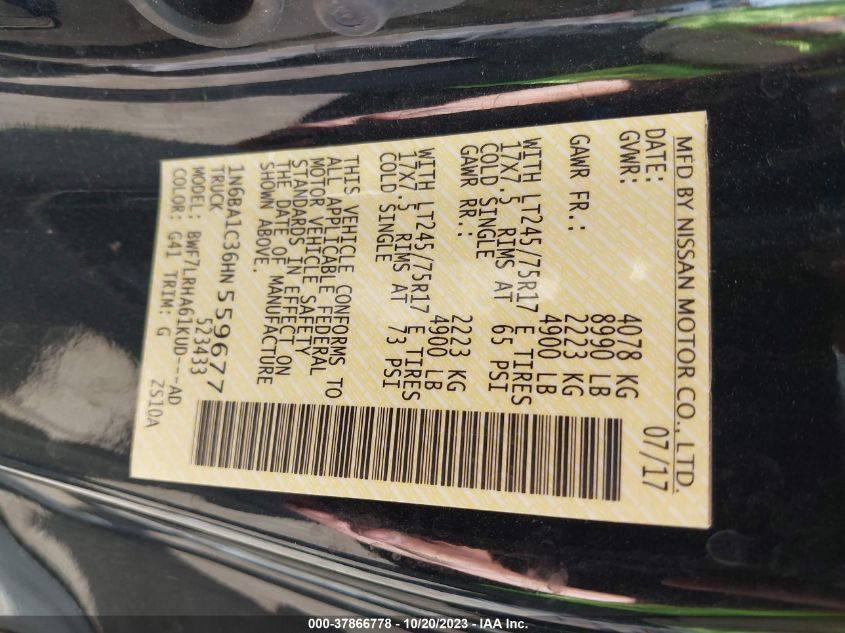 MFD BY NISSAN MOTOR CO., LTD.
DATE: 07/17
GVWR: 4078 KG
8990 LB
GAWR FR.: 2223 KG
4900 LB
WITH LT245/75R17 E TIRES
17X7.5 RIMS AT 65 PSI
COLD SINGLE
GAWR RR.: 2223 KG
4900 LB
WITH LT245/75R17 E TIRES
17X7.5 RIMS AT 73 PSI
COLD SINGLE
THIS VEHICLE CONFORMS TO
ALL APPLICABLE FEDERAL
MOTOR VEHICLE SAFETY
STANDARDS IN EFFECT ON
THE DATE OF MANUFACTURE
SHOWN ABOVE.
1N6BA1C36HN559677
TRUCK 523433
MODEL: BWF7LRHA61KUD---AD
COLOR: G41 TRIM: G ZS10A
000-37866778 - 10/20/2023 - IAA Inc.